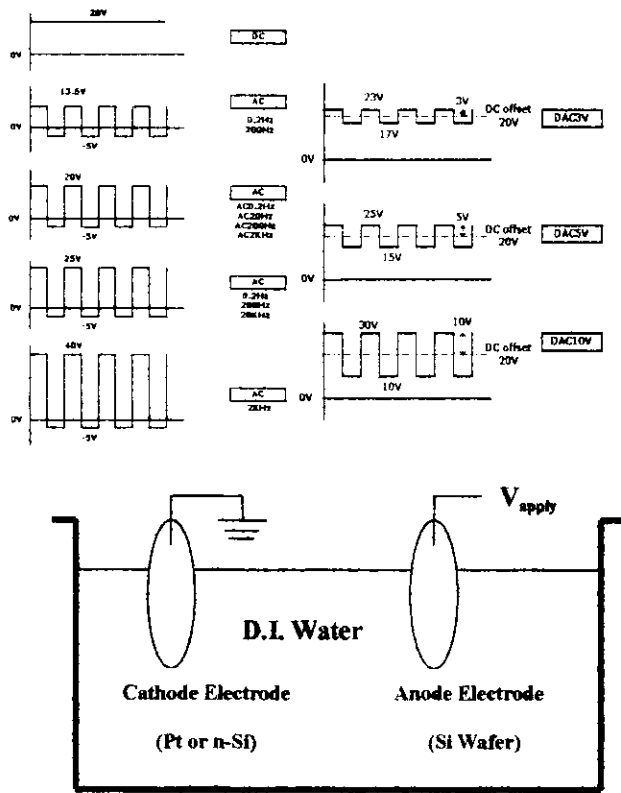 20V
DC
0V
13.5V
AC
0.2Hz
200Hz
0V
-5V
20V
AC
AC0.2Hz
AC20Hz
AC200Hz
AC2KHz
0V
-5V
25V
AC
0.2Hz
200Hz
20KHz
0V
-5V
40V
AC
2KHz
0V
-5V
23V
3V
DC offset
20V
DAC3V
17V
0V
25V
5V
DC offset
20V
DAC5V
15V
0V
30V
10V
DC offset
20V
DAC10V
10V
0V
Vapply
D.I. Water
Cathode Electrode
(Pt or n-Si)
Anode Electrode
(Si Wafer)